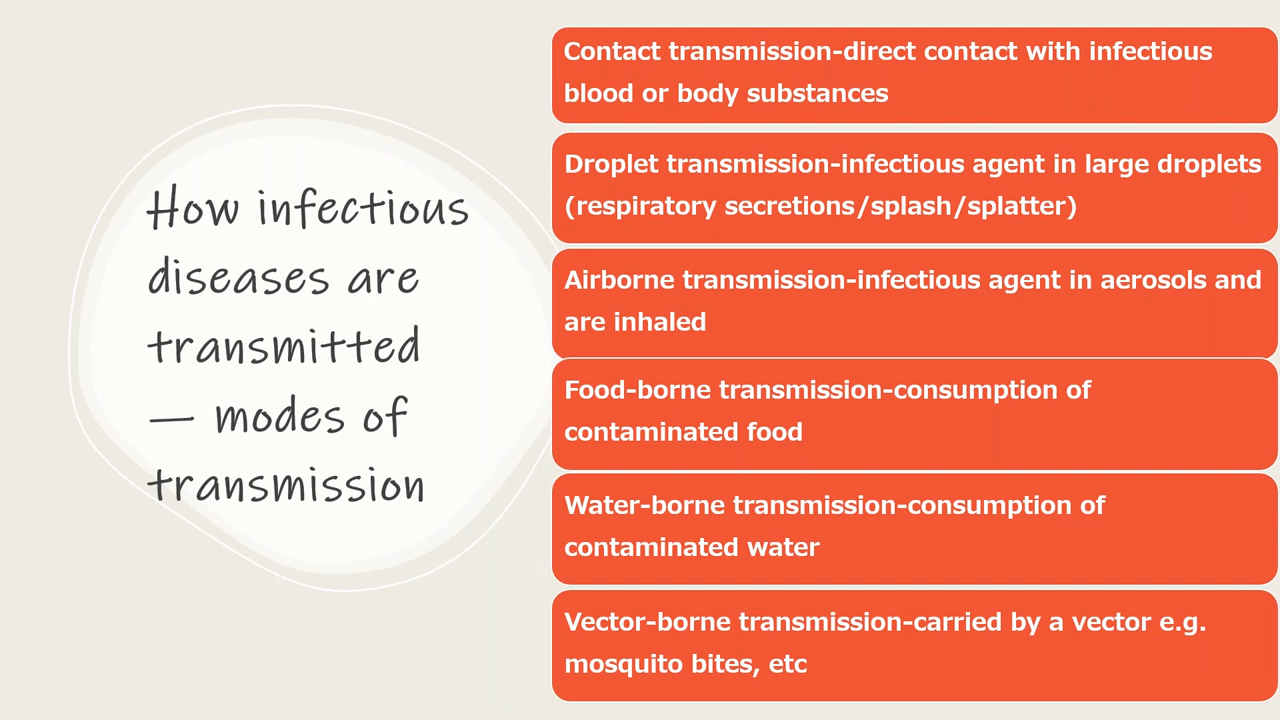 How infectious
diseases are
transmitted
— modes of
transmission
Contact transmission-direct contact with infectious
blood or body substances
Droplet transmission-infectious agent in large droplets
(respiratory secretions/splash/splatter)
Airborne transmission-infectious agent in aerosols and
are inhaled
Food-borne transmission-consumption of
contaminated food
Water-borne transmission-consumption of
contaminated water
Vector-borne transmission-carried by a vector e.g.
mosquito bites, etc